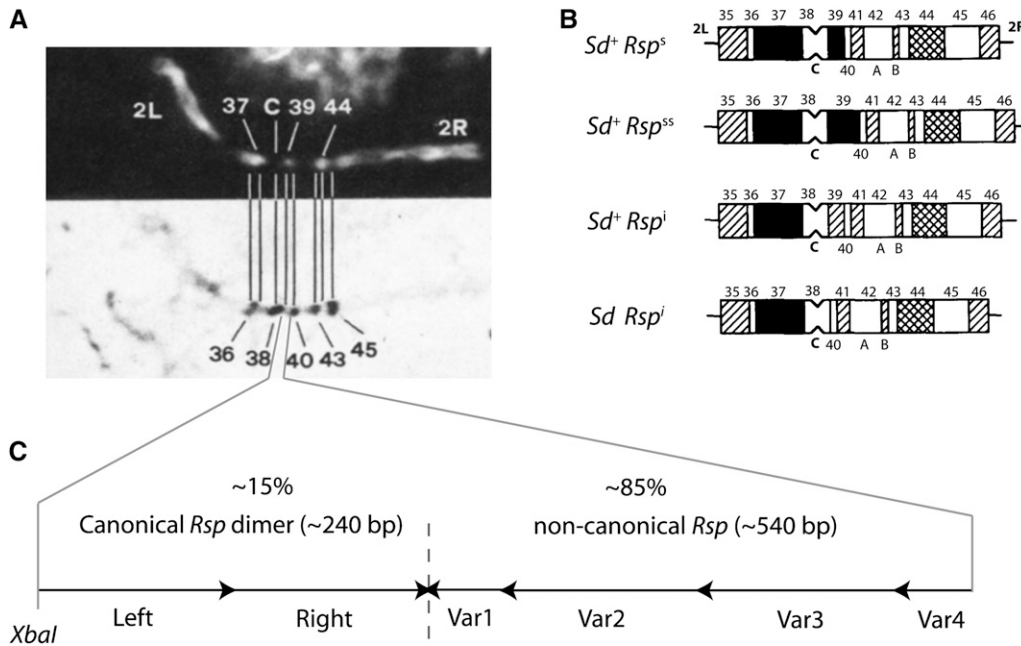 A
2L
37 C 39 44
2R
36 38 40 43 45
B
35 36 37 38 39 41 42 43 44 45 46
2L
Sd+ Rspˢ
2R
C 40 A B
35 36 37 38 39 41 42 43 44 45 46
Sd+ Rspˢˢ
C 40 A B
35 36 37 38 39 41 42 43 44 45 46
Sd+ Rspⁱ
C 40 A B
35 36 37 38 41 42 43 44 45 46
Sd Rspⁱ
C 40 A B
C
~15% ~85%
Canonical Rsp dimer (~240 bp) non-canonical Rsp (~540 bp)
Left Right Var1 Var2 Var3 Var4
XbaI